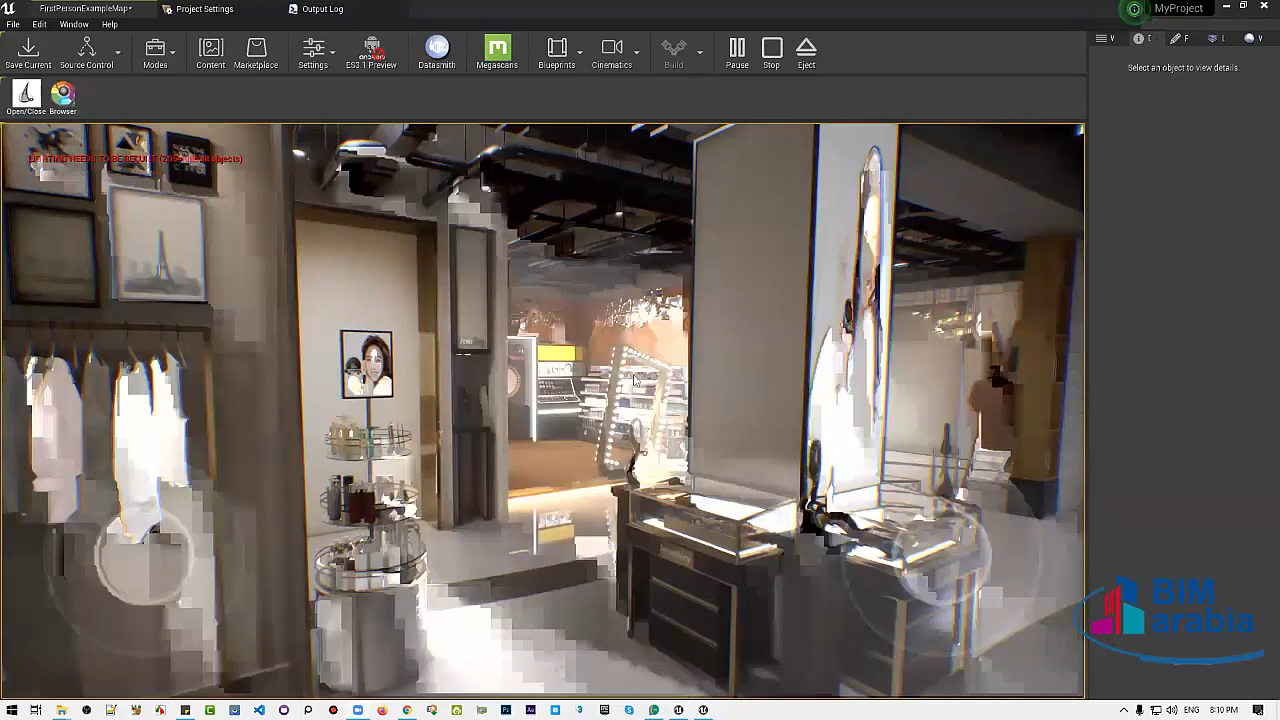 FirstPersonExampleMap*
Project Settings
Output Log
MyProject
File
Edit
Window
Help
Save Current
Source Control
Modes
Content
Marketplace
Settings
ES3.1 Preview
Datasmith
Megascans
Blueprints
Cinematics
Build
Pause
Stop
Eject
Select an object to view details.
Open/Close
Browser
BIM
arabia
ENG
8:10 PM